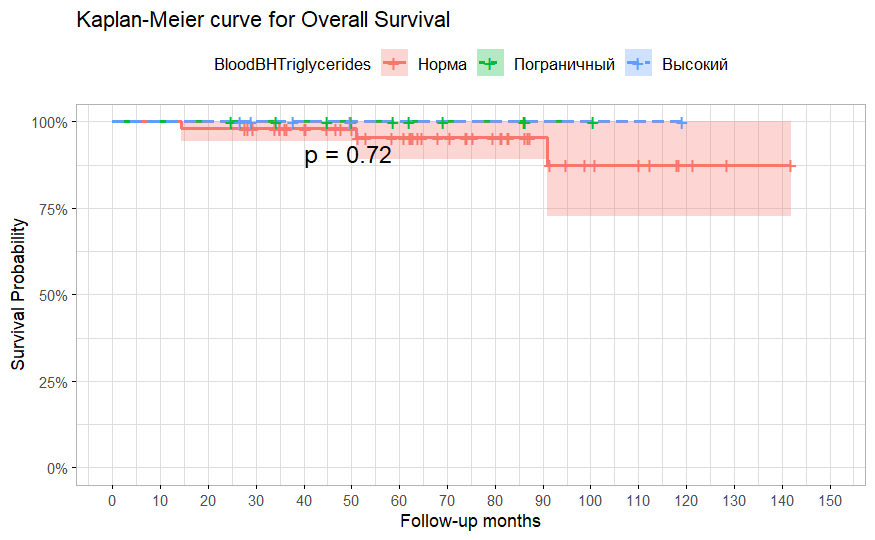 Kaplan-Meier curve for Overall Survival
BloodBHTriglycerides Норма Пограничный Высокий
100%
75%
50%
25%
0%
p = 0.72
Survival Probability
0 10 20 30 40 50 60 70 80 90 100 110 120 130 140 150
Follow-up months